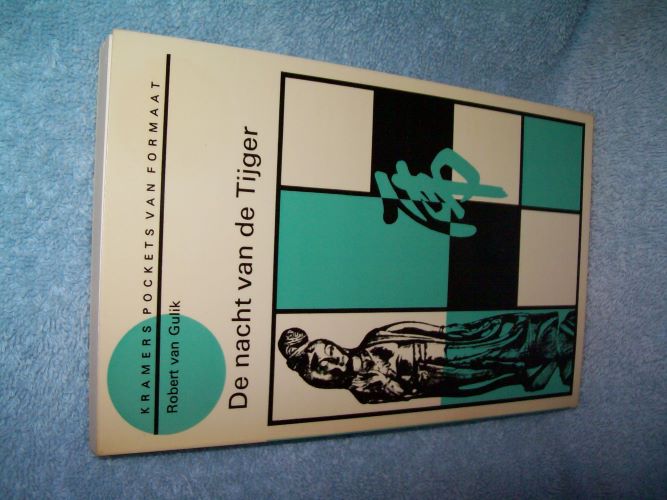 KRAMERS POCKETS VAN FORMAAT
Robert van Gulik
De nacht van de Tijger